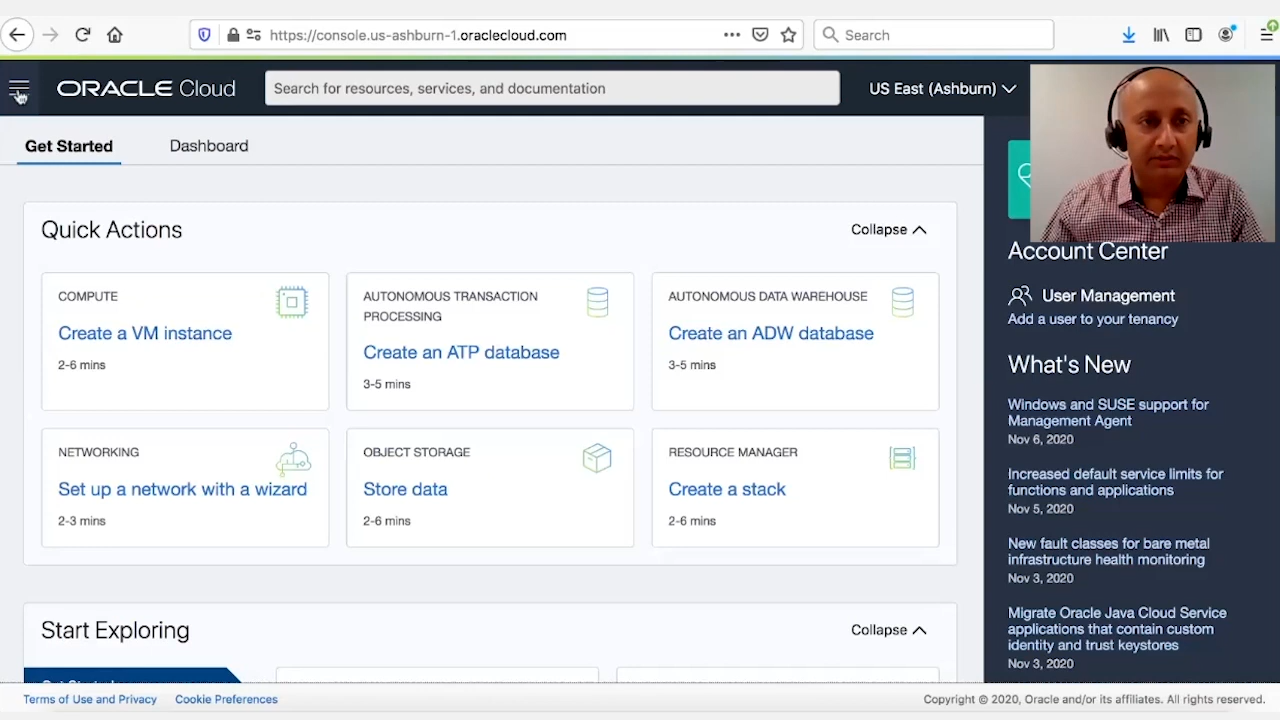 https://console.us-ashburn-1.oraclecloud.com
Search
ORACLE Cloud
Search for resources, services, and documentation
US East (Ashburn)
Get Started
Dashboard
Quick Actions
Collapse
COMPUTE
Create a VM instance
2-6 mins
AUTONOMOUS TRANSACTION
PROCESSING
Create an ATP database
3-5 mins
AUTONOMOUS DATA WAREHOUSE
Create an ADW database
3-5 mins
NETWORKING
Set up a network with a wizard
2-3 mins
OBJECT STORAGE
Store data
2-6 mins
RESOURCE MANAGER
Create a stack
2-6 mins
Start Exploring
Collapse
Account Center
User Management
Add a user to your tenancy
What's New
Windows and SUSE support for
Management Agent
Nov 6, 2020
Increased default service limits for
functions and applications
Nov 5, 2020
New fault classes for bare metal
infrastructure health monitoring
Nov 3, 2020
Migrate Oracle Java Cloud Service
applications that contain custom
identity and trust keystores
Nov 3, 2020
Terms of Use and Privacy
Cookie Preferences
Copyright © 2020, Oracle and/or its affiliates. All rights reserved.